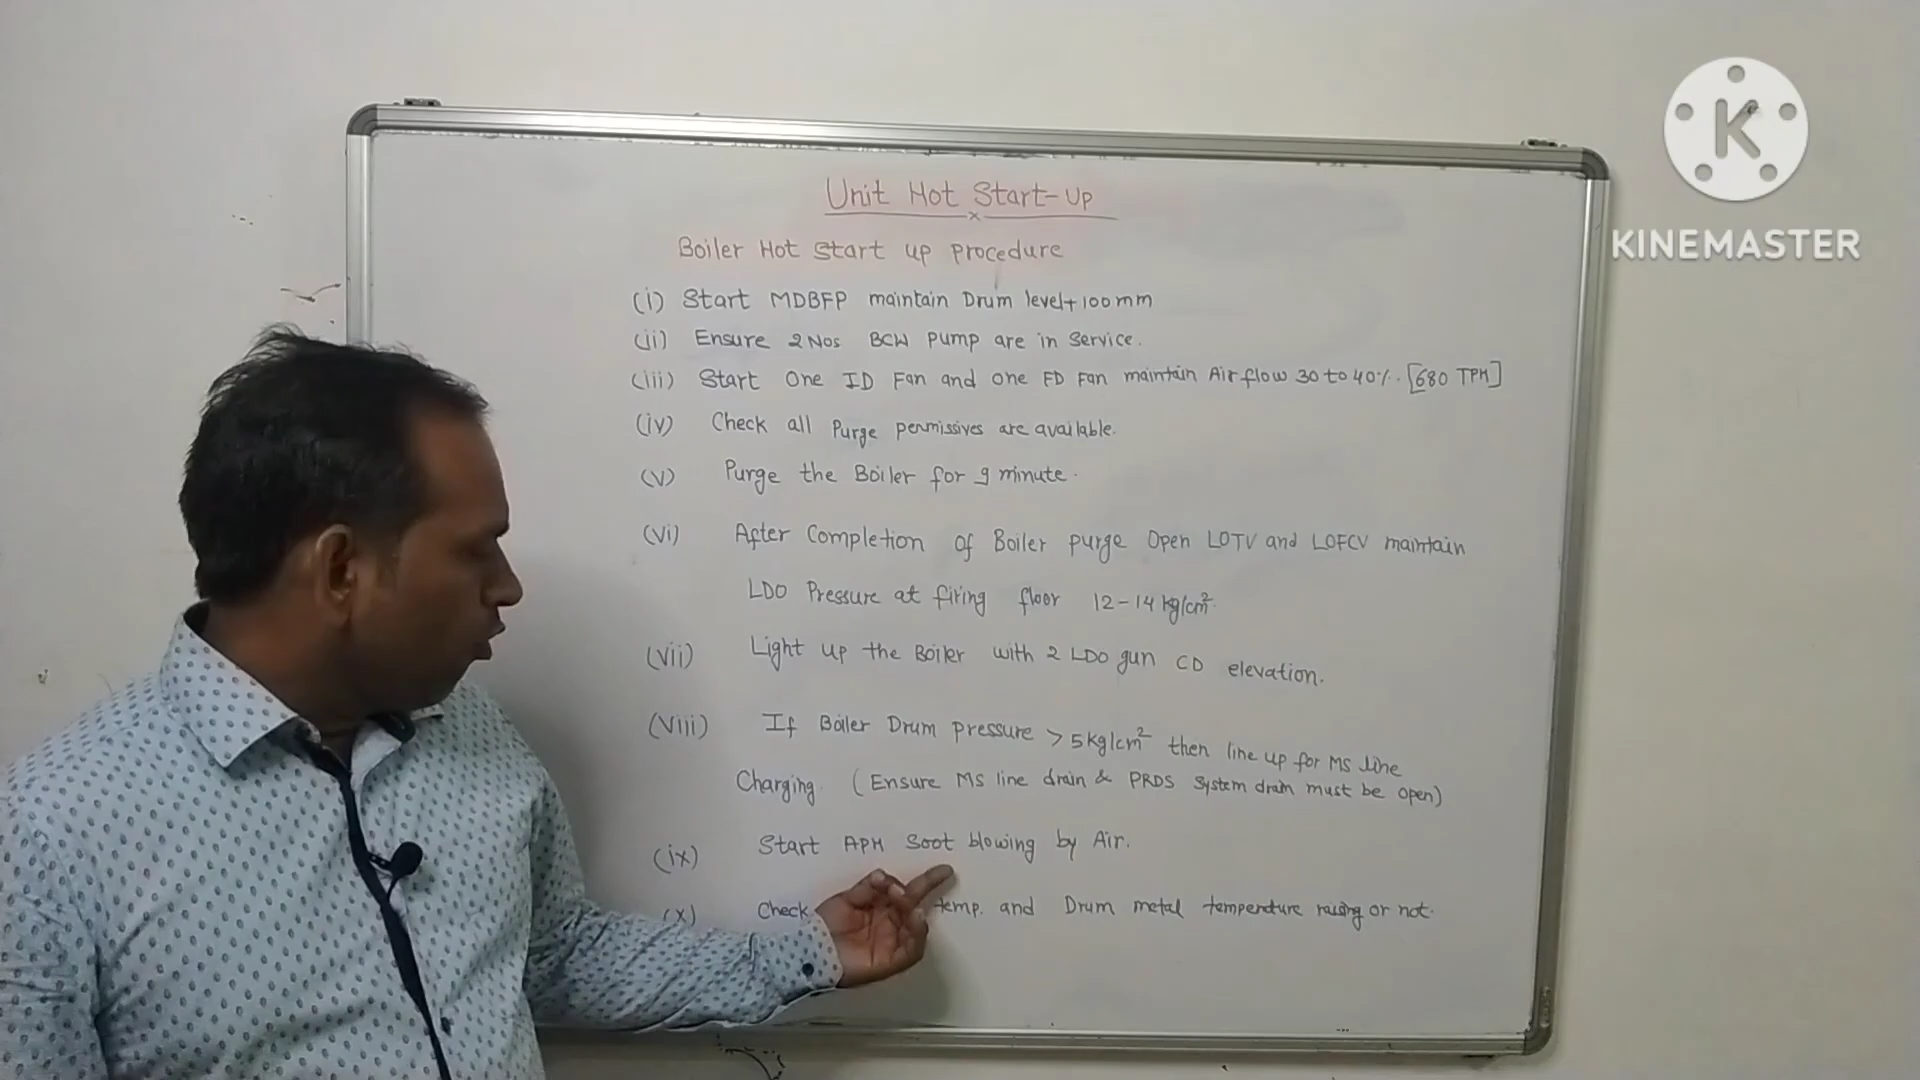 Unit Hot Start-Up
Boiler Hot Start up procedure
(i) Start MDBFP maintain Drum level+100mm
(ii) Ensure 2Nos BCW Pump are in Service.
(iii) Start One ID Fan and One FD Fan maintain Air flow 30 to 40%. [680 TPH]
(iv) Check all Purge permissives are available.
(v) Purge the Boiler for 9 minute.
(vi) After Completion of Boiler purge Open LOTV and LOFCV maintain
LDO Pressure at firing floor 12-14 kg/cm²
(vii) Light up the Boiler with 2 LDO gun CD elevation.
(viii) If Boiler Drum pressure > 5kg/cm² then line up for MS line
Charging (Ensure MS line drain & PRDS System drain must be open)
(ix) Start APH Soot blowing by Air.
(x) Check temp. and Drum metal temperature or not.
K
KINEMASTER